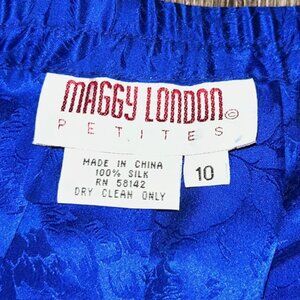 MAGGY LONDON©
PETITES
MADE IN CHINA
100% SILK
RN 58142
DRY CLEAN ONLY
10